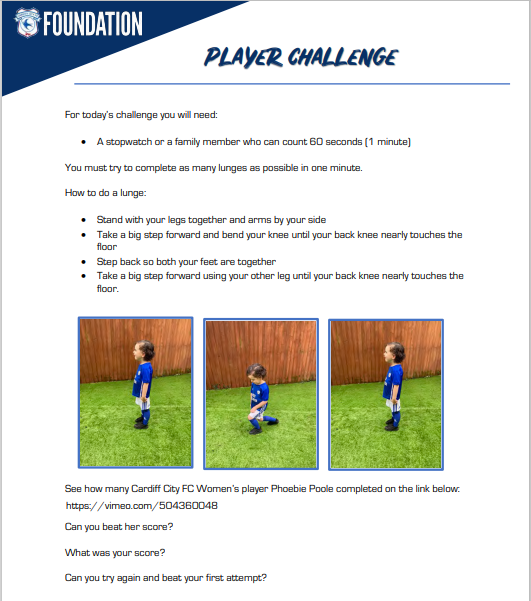 FOUNDATION
PLAYER CHALLENGE
For today's challenge you will need:
• A stopwatch or a family member who can count 60 seconds (1 minute)
You must try to complete as many lunges as possible in one minute.
How to do a lunge:
• Stand with your legs together and arms by your side
• Take a big step forward and bend your knee until your back knee nearly touches the
floor
• Step back so both your feet are together
• Take a big step forward using your other leg until your back knee nearly touches the
floor.
See how many Cardiff City FC Women's player Phoebie Poole completed on the link below:
https://vimeo.com/504360048
Can you beat her score?
What was your score?
Can you try again and beat your first attempt?